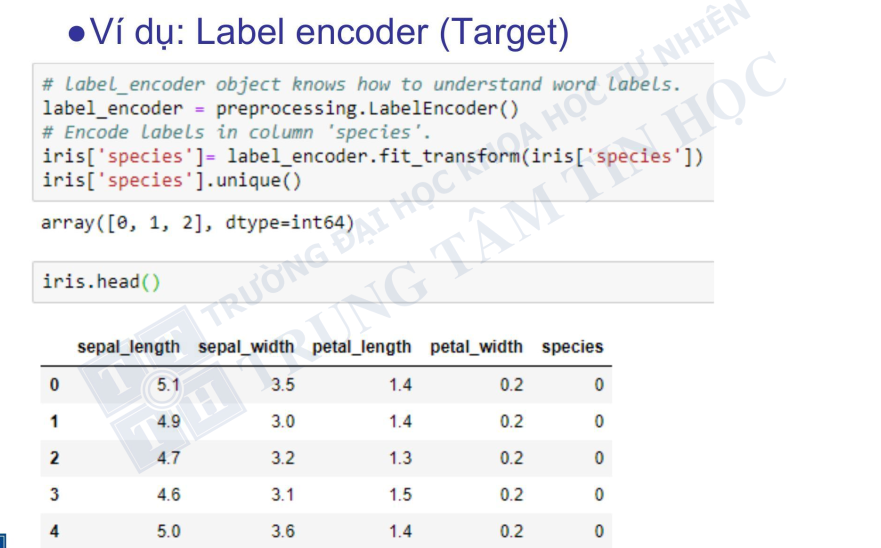 ●Ví dụ: Label encoder (Target)
# label_encoder object knows how to understand word labels.
label_encoder = preprocessing.LabelEncoder()
# Encode labels in column 'species'.
iris['species']= label_encoder.fit_transform(iris['species'])
iris['species'].unique()
array([0, 1, 2], dtype=int64)
iris.head()
sepal_length sepal_width petal_length petal_width species
0 5.1 3.5 1.4 0.2 0
1 4.9 3.0 1.4 0.2 0
2 4.7 3.2 1.3 0.2 0
3 4.6 3.1 1.5 0.2 0
4 5.0 3.6 1.4 0.2 0
TRƯỜNG ĐẠI HỌC KHOA HỌC TỰ NHIÊN
TRUNG TÂM TIN HỌC